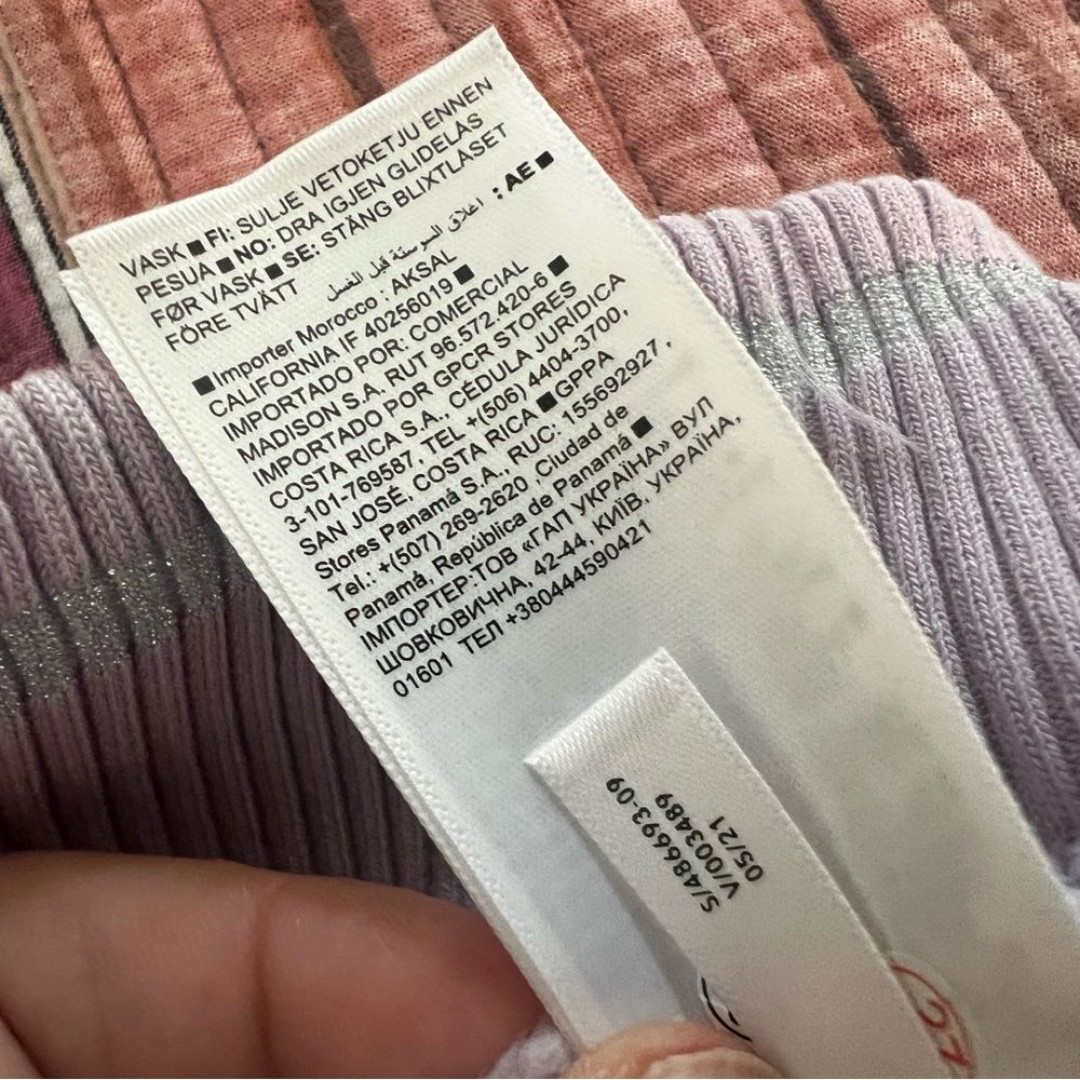 VASK ■ FI: SULJE VETOKETJU ENNEN
PESUA ■ NO: DRA IGJEN GLIDELÅS
FØR VASK ■ SE: STÄNG BLIXTLÅSET
FÖRE TVÄTT
اغلاق السوستة قبل الغسل : AE ■
■Importer Morocco : AKSAL
CALIFORNIA IF 40256019 ■
IMPORTADO POR: COMERCIAL
MADISON S.A. RUT 96.572.420-6 ■
IMPORTADO POR GPCR STORES
COSTA RICA S.A., CÉDULA JURÍDICA
3-101-769587, TEL +(506) 4404-3700,
SAN JOSÉ, COSTA RICA ■ GPPA
Stores Panamá S.A., RUC: 155692927,
Tel.: +(507) 269-2620 ,Ciudad de
Panamá, República de Panamá ■
ІМПОРТЕР:ТОВ «ГАП УКРАЇНА» ВУЛ
ШОВКОВИЧНА, 42-44, КИЇВ, УКРАЇНА,
01601 ТЕЛ +380444590421
S/486693-09
V/003489
05/21